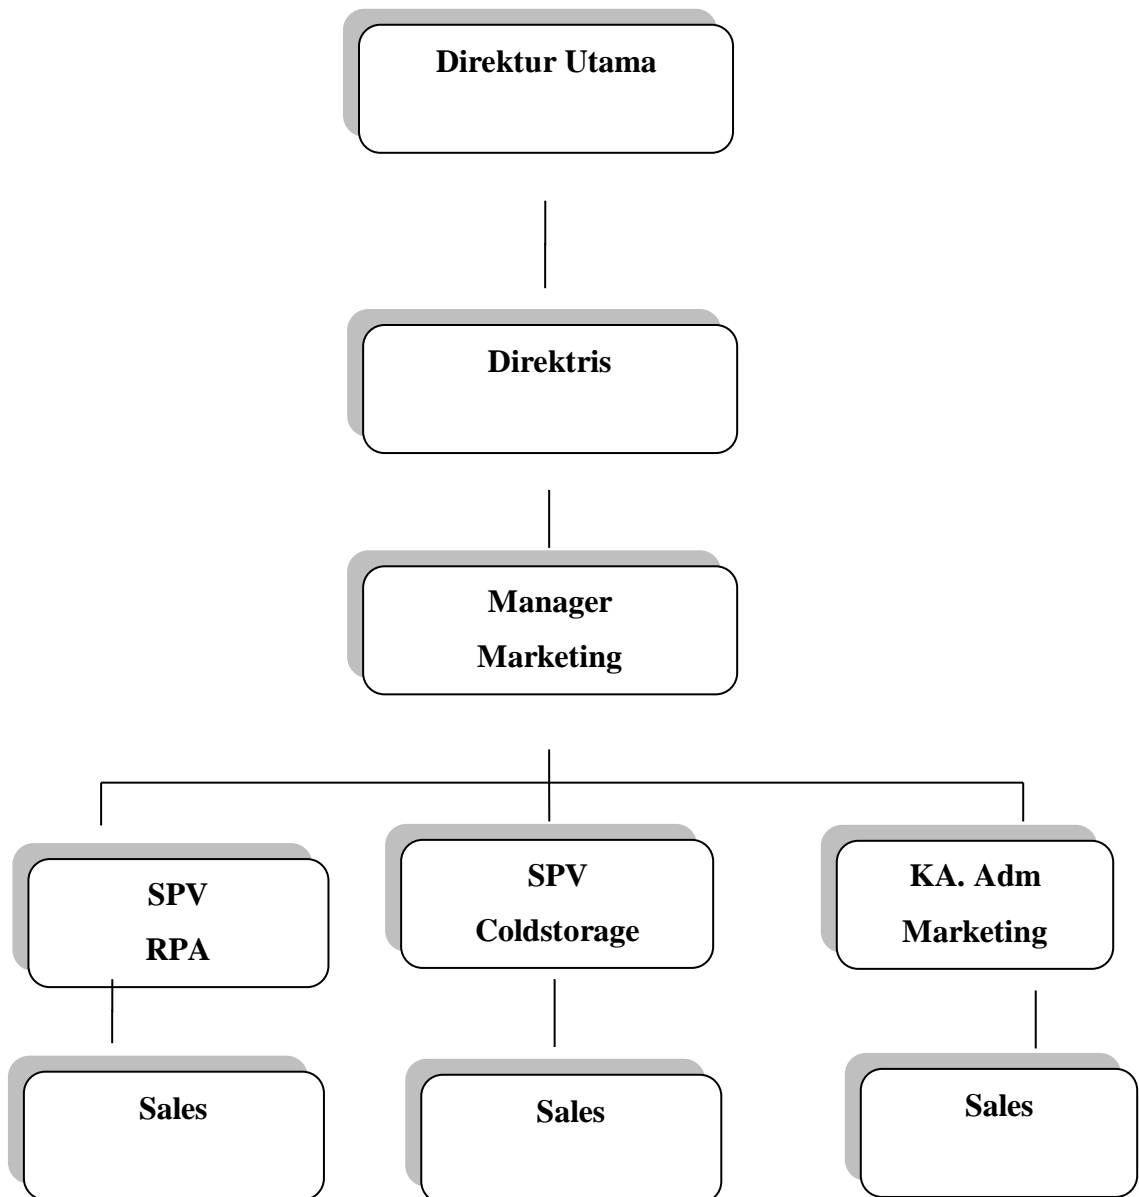 Direktur Utama
Direktris
Manager
Marketing
SPV
RPA
SPV
Coldstorage
KA. Adm
Marketing
Sales
Sales
Sales